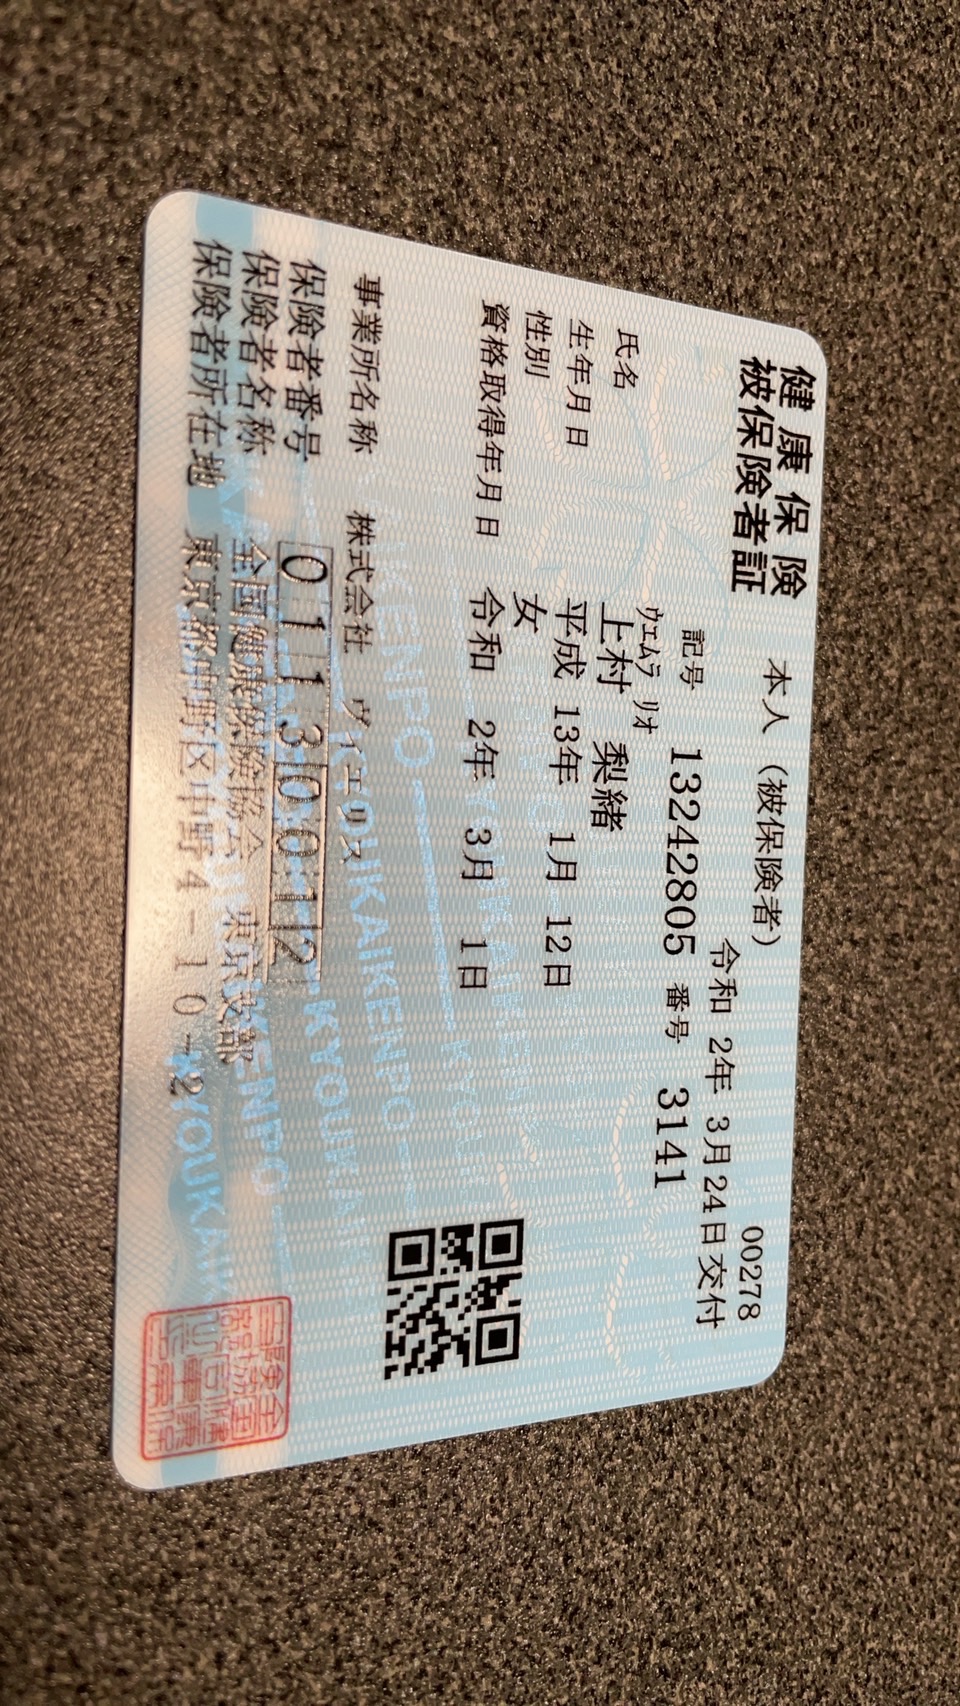 健康保険
被保険者証
本人（被保険者）
00278
令和 2年 3月24日交付
記号 13242805 番号 3141
ウエムラ リオ
氏名 上村 梨緒
生年月日 平成 13年 1月 12日
性別 女
資格取得年月日 令和 2年 3月 1日
事業所名称 株式会社 ヴィエリス
保険者番号 01130012
保険者名称 全国健康保険協会 東京支部
保険者所在地 東京都中野区中野4-10-2
KYOUKAIKENPO